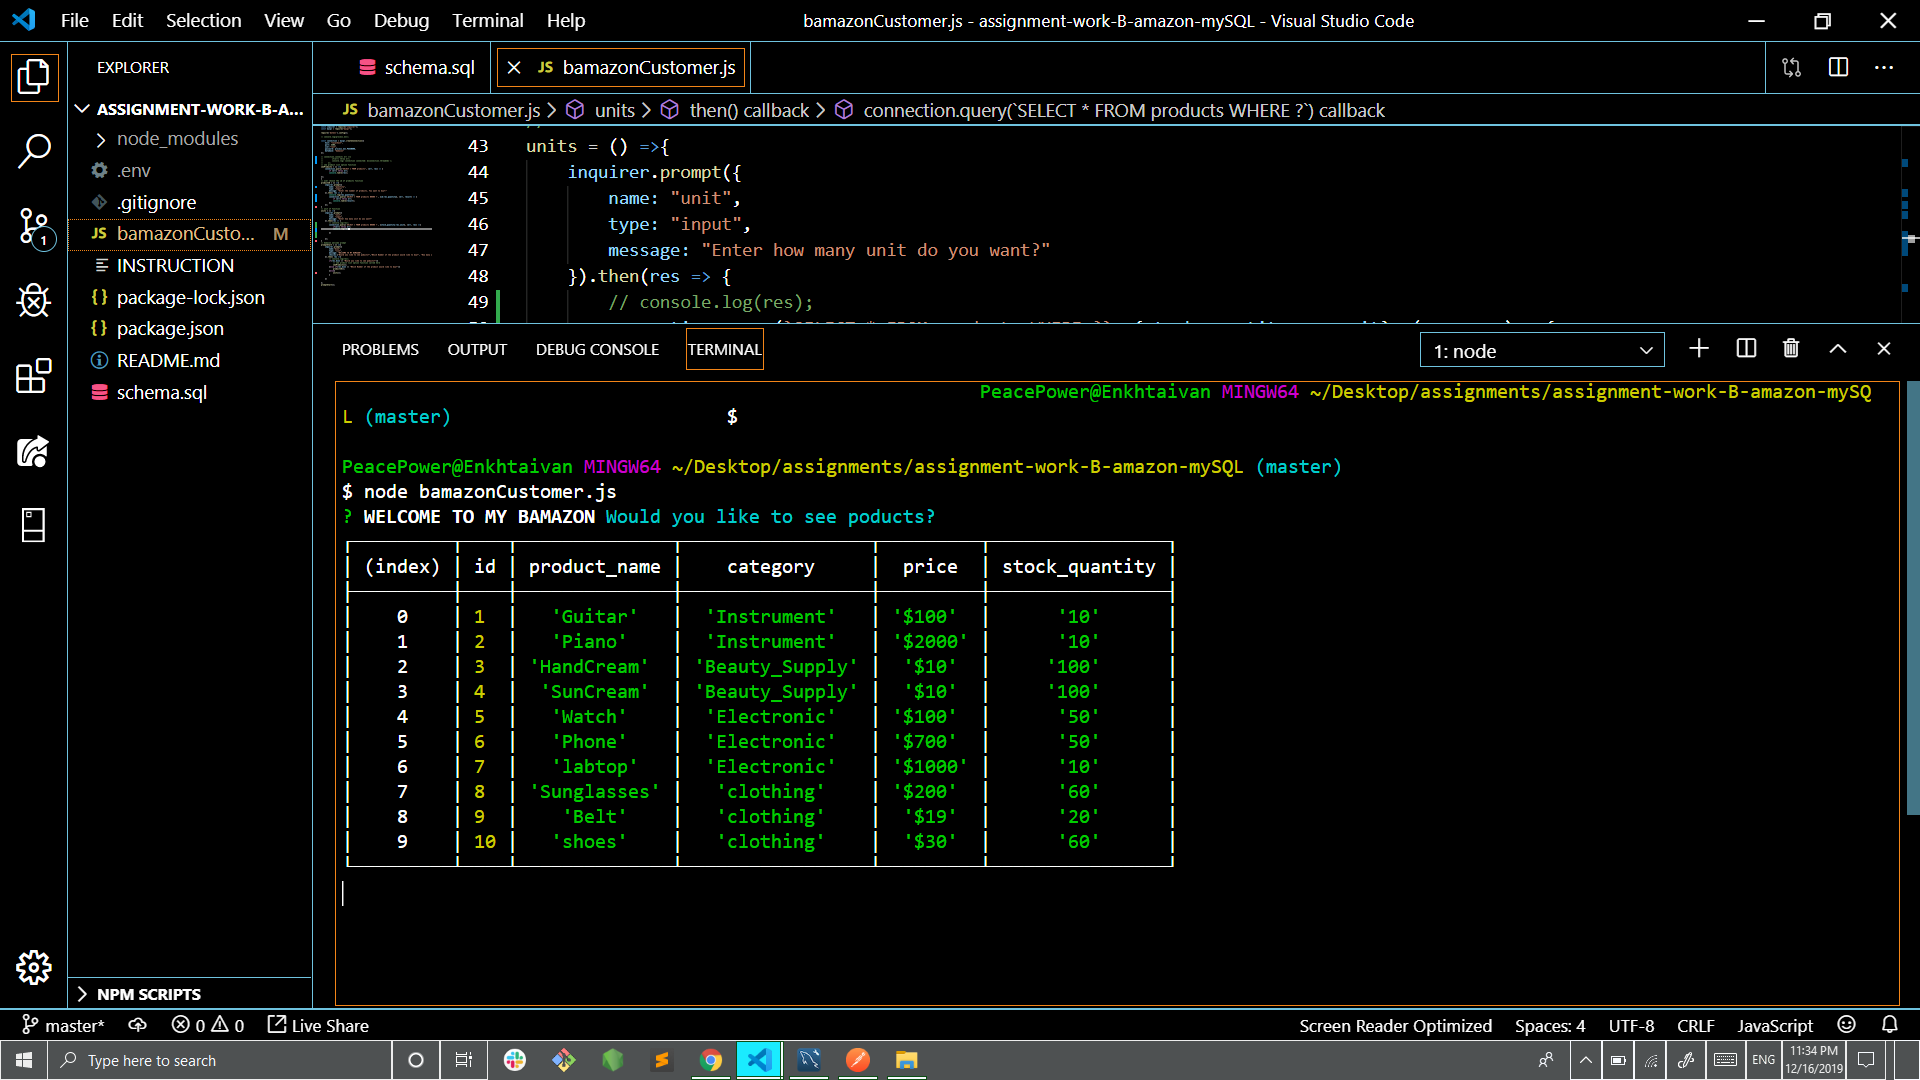 File Edit Selection View Go Debug Terminal Help
bamazonCustomer.js - assignment-work-B-amazon-mySQL - Visual Studio Code
EXPLORER
ASSIGNMENT-WORK-B-A...
node_modules
.env
.gitignore
JS bamazonCusto... M
INSTRUCTION
{} package-lock.json
{} package.json
README.md
schema.sql
NPM SCRIPTS
1
schema.sql
JS bamazonCustomer.js
JS bamazonCustomer.js > units > then() callback > connection.query(`SELECT * FROM products WHERE ?`) callback
43 units = () =>{
44 inquirer.prompt({
45 name: "unit",
46 type: "input",
47 message: "Enter how many unit do you want?"
48 }).then(res => {
49 // console.log(res);
PROBLEMS OUTPUT DEBUG CONSOLE TERMINAL
1: node
PeacePower@Enkhtaivan MINGW64 ~/Desktop/assignments/assignment-work-B-amazon-mySQ
L (master) $
PeacePower@Enkhtaivan MINGW64 ~/Desktop/assignments/assignment-work-B-amazon-mySQL (master)
$ node bamazonCustomer.js
? WELCOME TO MY BAMAZON Would you like to see poducts?
(index) id product_name category price stock_quantity
0 1 'Guitar' 'Instrument' '$100' '10'
1 2 'Piano' 'Instrument' '$2000' '10'
2 3 'HandCream' 'Beauty_Supply' '$10' '100'
3 4 'SunCream' 'Beauty_Supply' '$10' '100'
4 5 'Watch' 'Electronic' '$100' '50'
5 6 'Phone' 'Electronic' '$700' '50'
6 7 'labtop' 'Electronic' '$1000' '10'
7 8 'Sunglasses' 'clothing' '$200' '60'
8 9 'Belt' 'clothing' '$19' '20'
9 10 'shoes' 'clothing' '$30' '60'
master* 0 0 Live Share
Screen Reader Optimized Spaces: 4 UTF-8 CRLF JavaScript
Type here to search
ENG
11:34 PM
12/16/2019